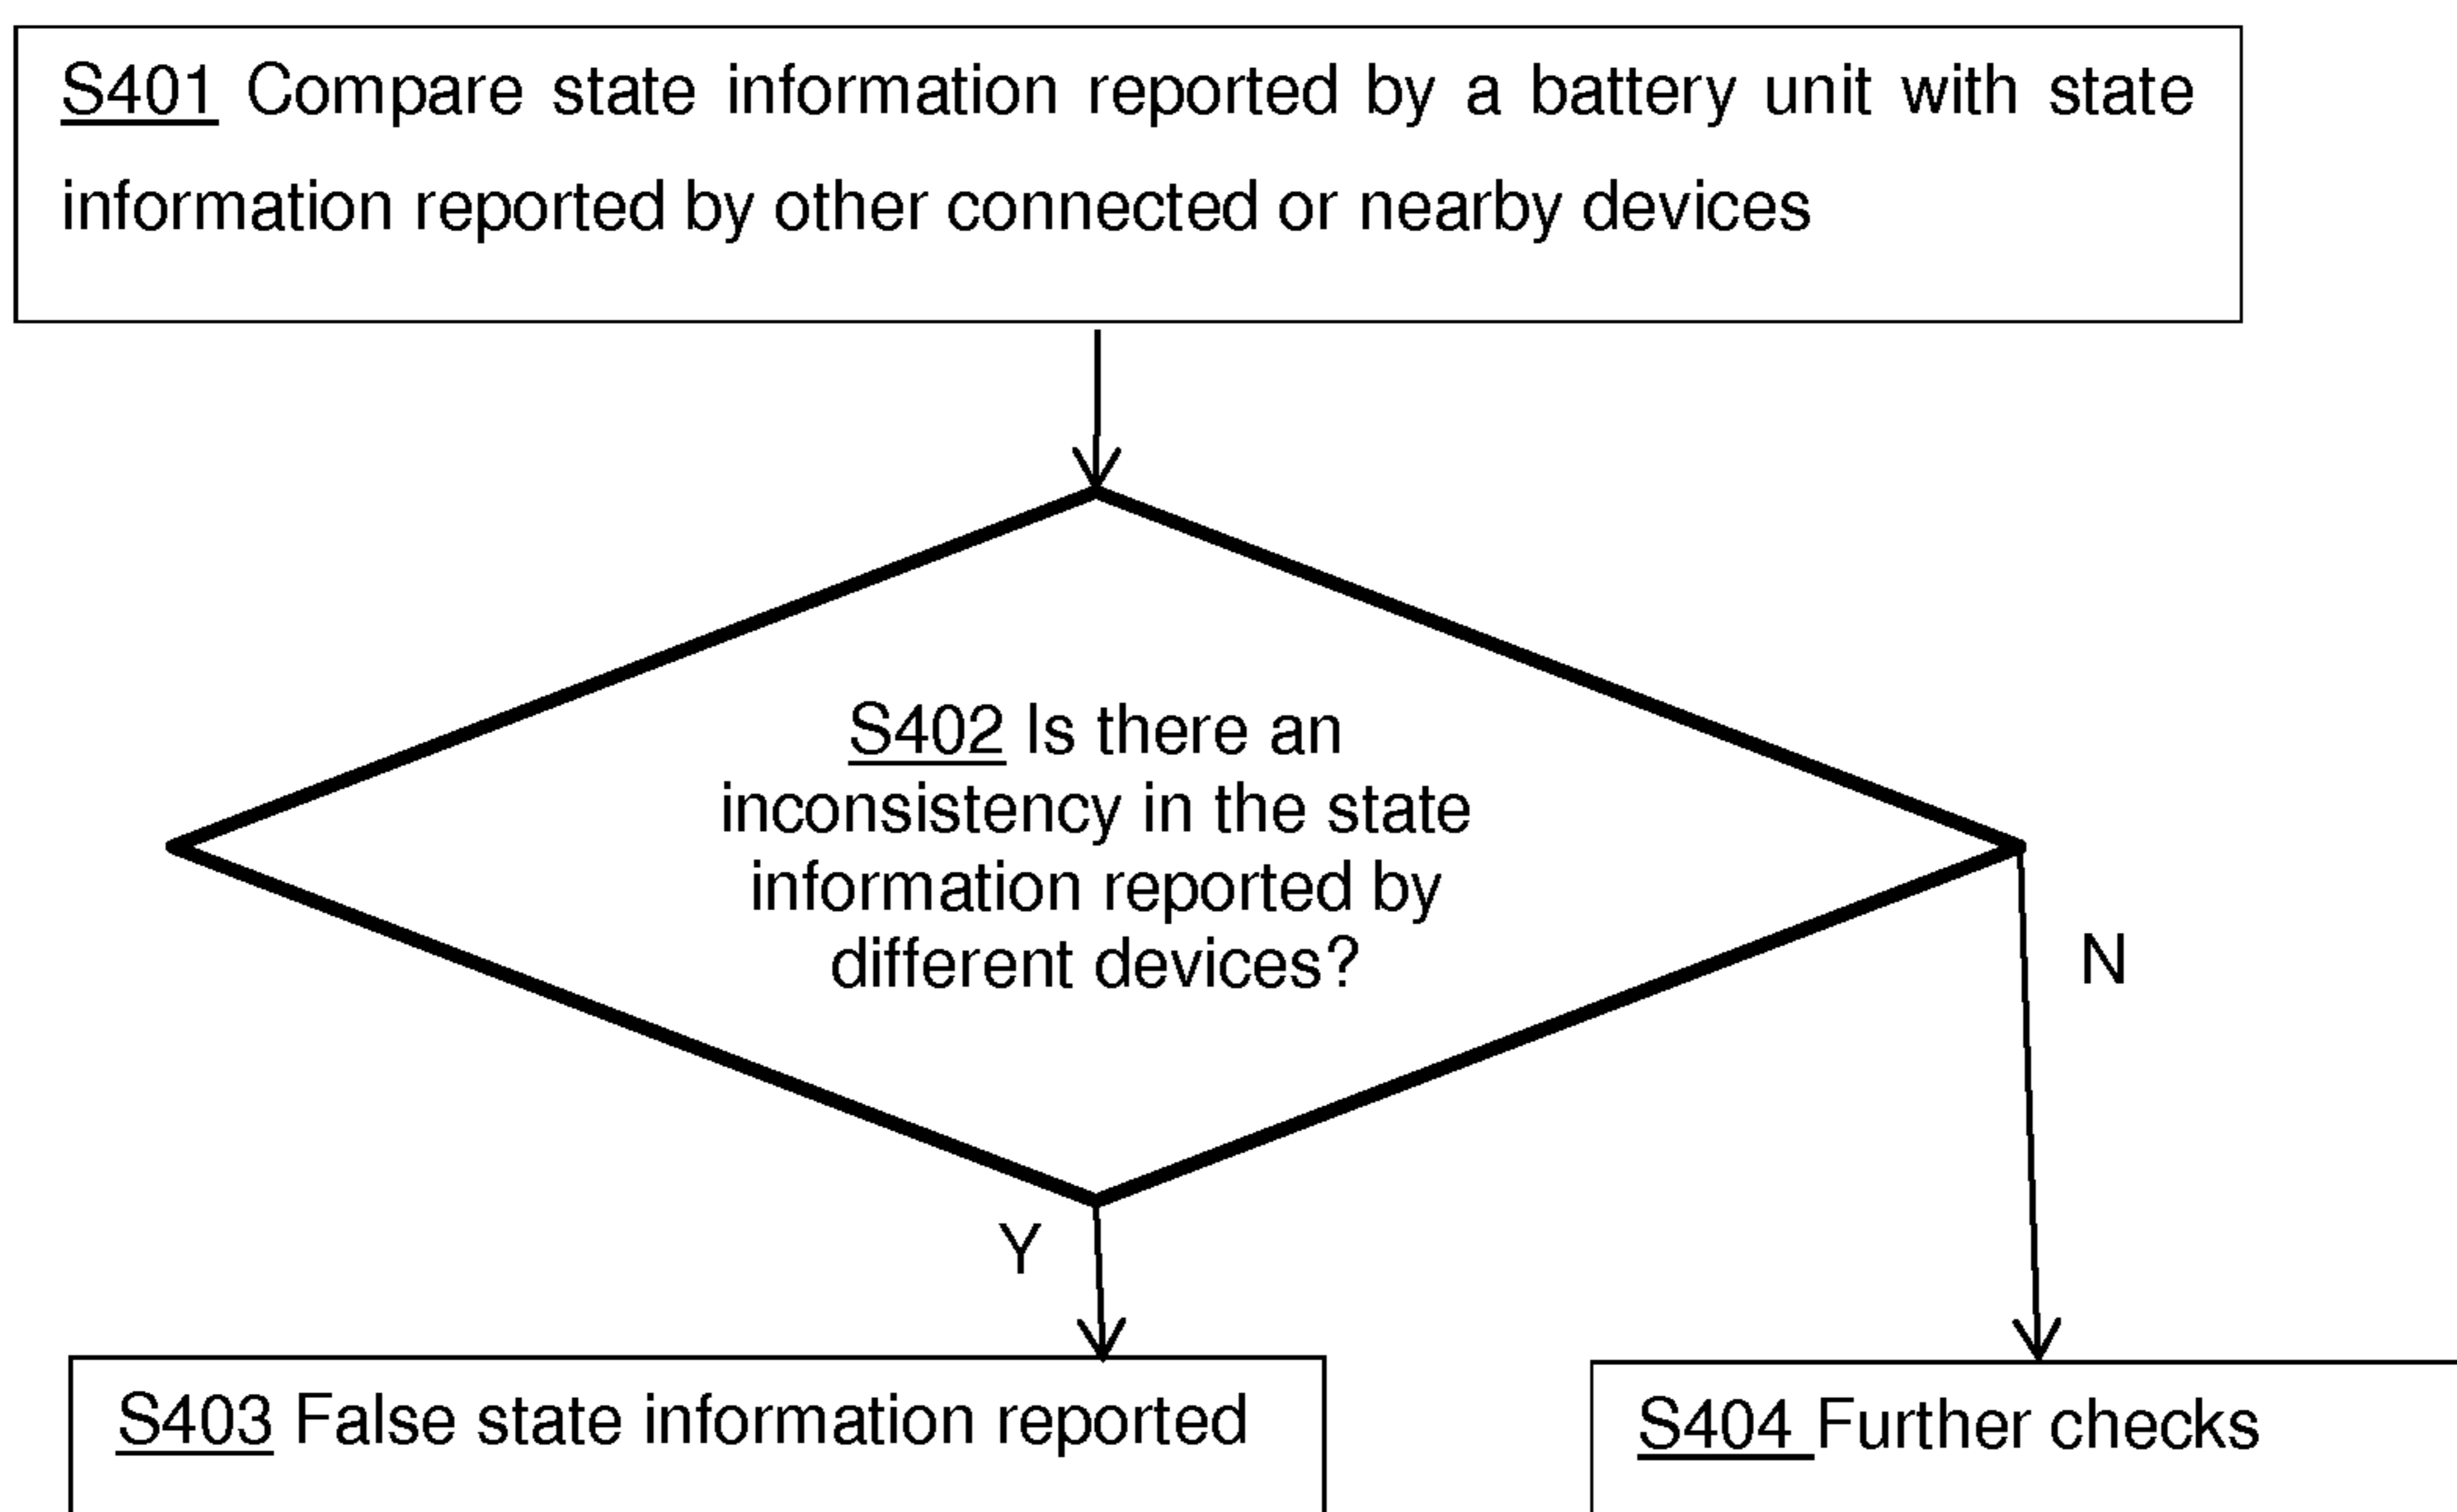 S401 Compare state information reported by a battery unit with state
information reported by other connected or nearby devices
S402 Is there an
inconsistency in the state
information reported by
different devices?
N
Y
S403 False state information reported
S404 Further checks